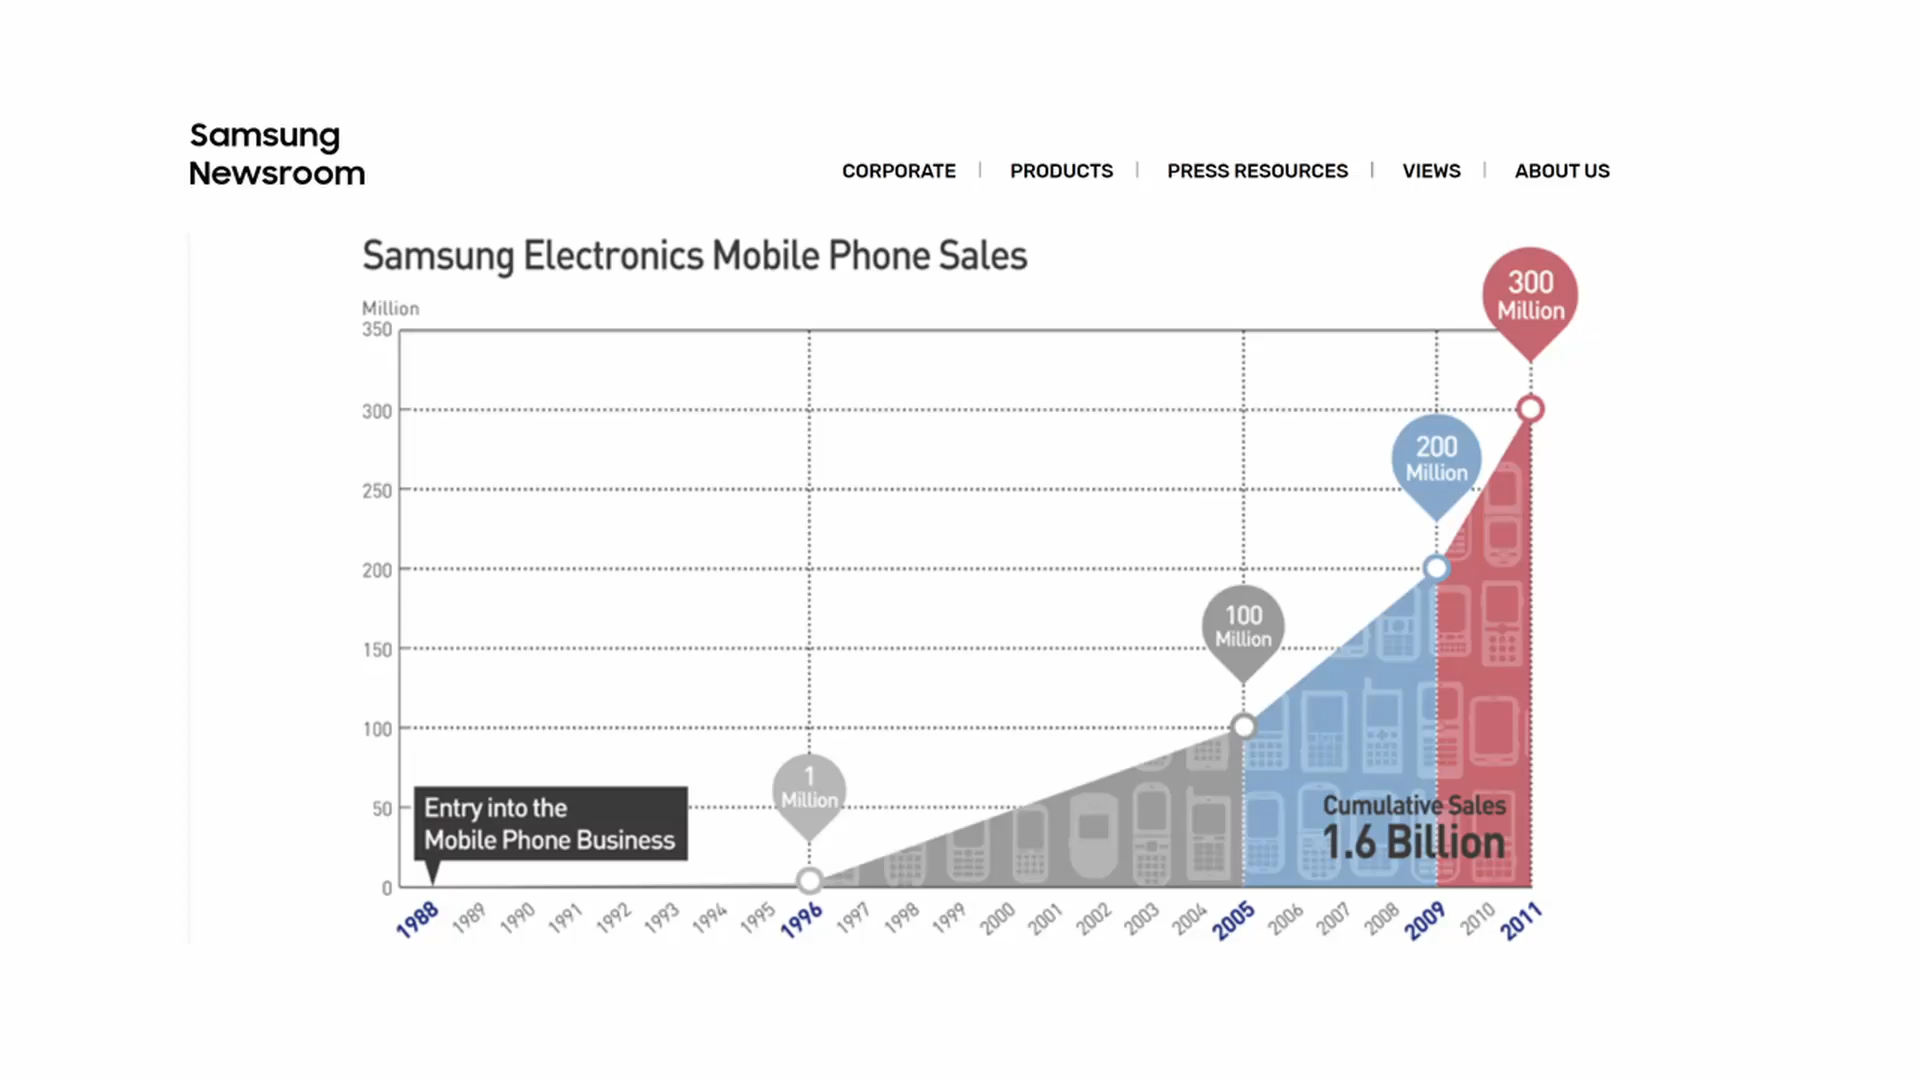 Samsung
Newsroom
CORPORATE
PRODUCTS
PRESS RESOURCES
VIEWS
ABOUT US
Samsung Electronics Mobile Phone Sales
Million
350
300
250
200
150
100
50
0
300
Million
200
Million
100
Million
1
Million
Entry into the
Mobile Phone Business
Cumulative Sales
1.6 Billion
1988 1989 1990 1991 1992 1993 1994 1995 1996 1997 1998 1999 2000 2001 2002 2003 2004 2005 2006 2007 2008 2009 2010 2011